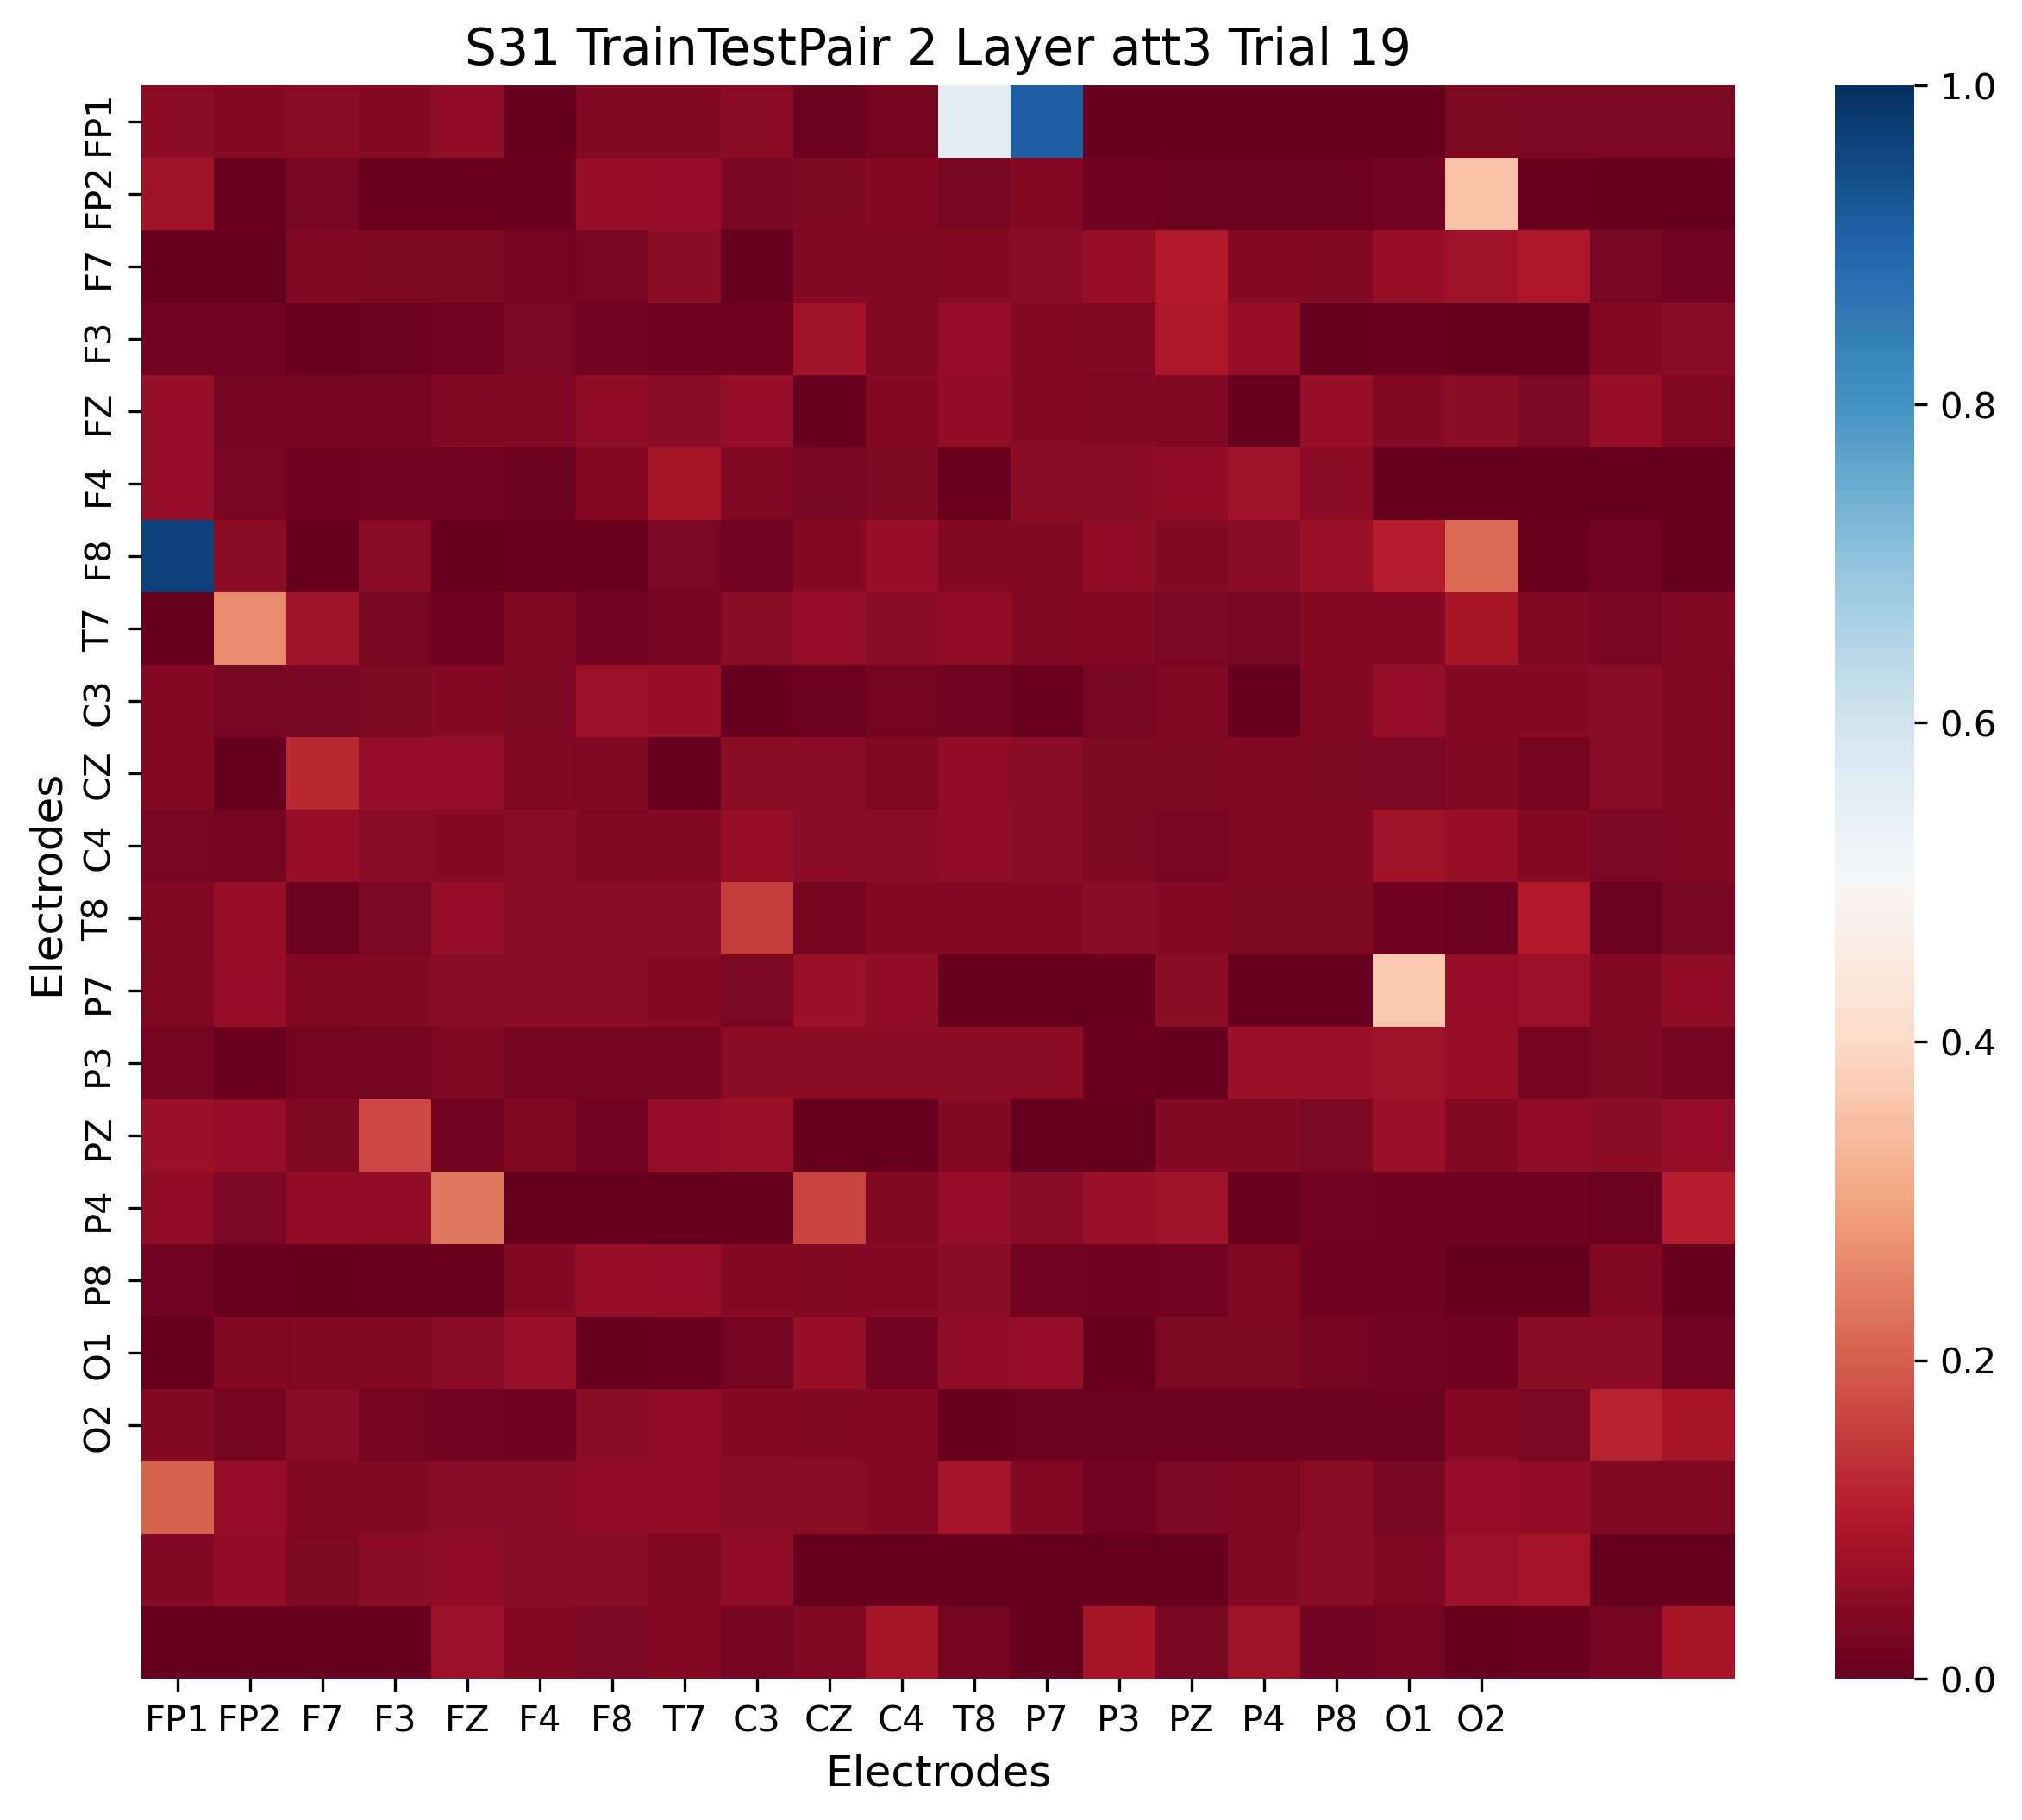 S31 TrainTestPair 2 Layer att3 Trial 19
Electrodes
FP1
FP2
F7
F3
FZ
F4
F8
T7
C3
CZ
C4
T8
P7
P3
PZ
P4
P8
O1
O2
FP1 FP2 F7 F3 FZ F4 F8 T7 C3 CZ C4 T8 P7 P3 PZ P4 P8 O1 O2
Electrodes
1.0
0.8
0.6
0.4
0.2
0.0